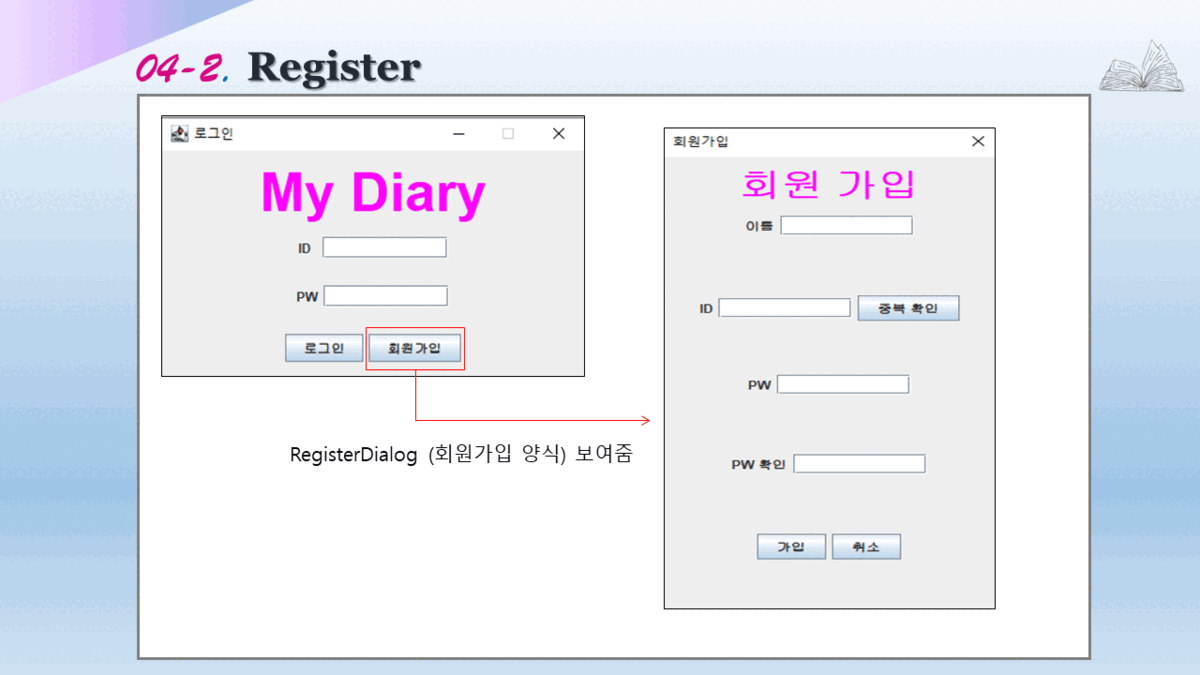 04-2. Register
로그인
My Diary
ID
PW
로그인 회원가입
RegisterDialog (회원가입 양식) 보여줌
회원가입
회원 가입
이름
ID 중복 확인
PW
PW 확인
가입 취소